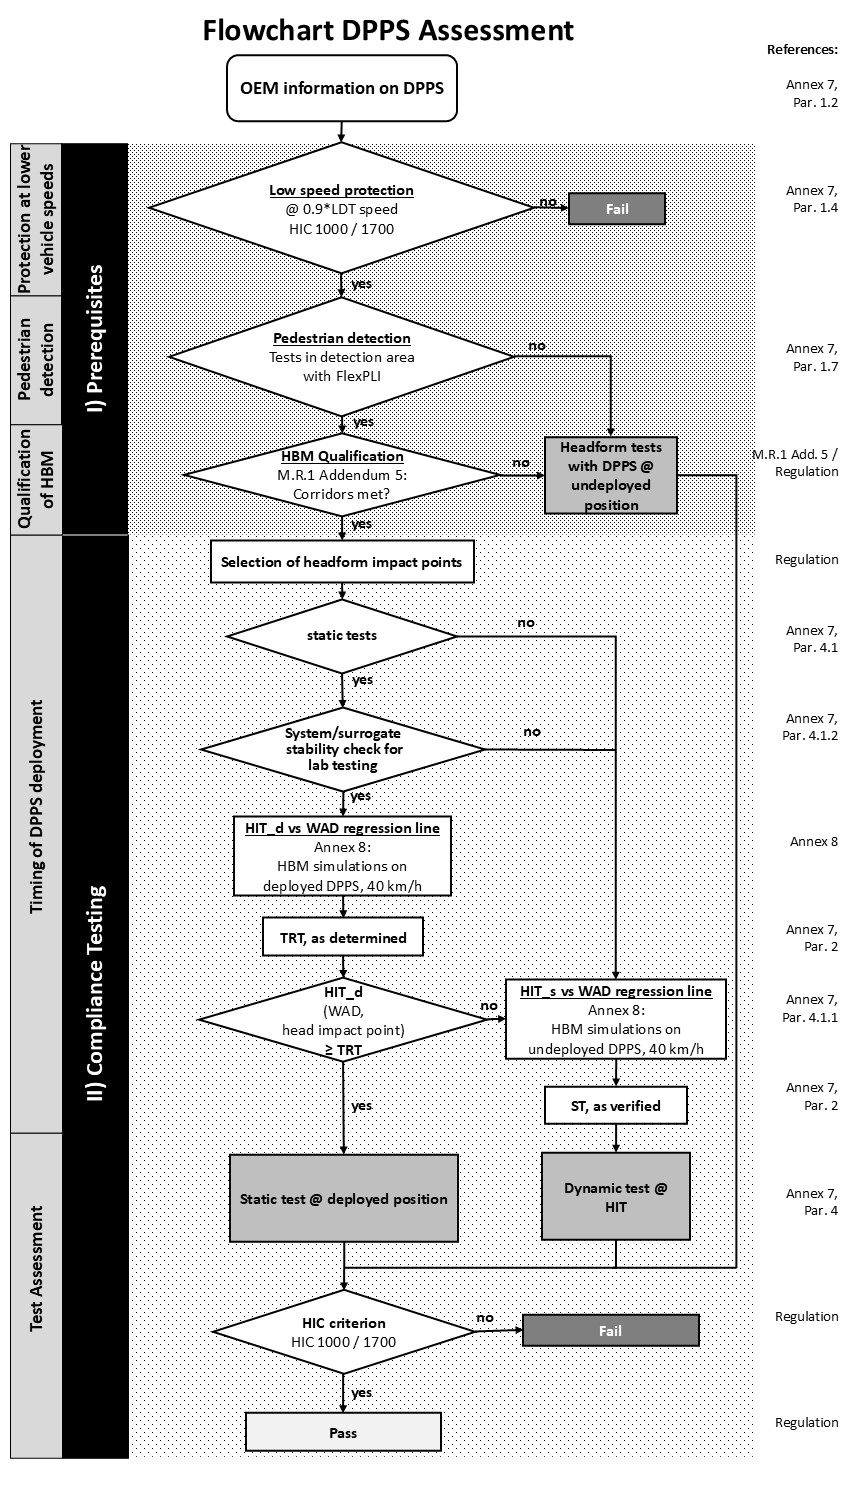 Flowchart DPPS Assessment
References:
OEM information on DPPS
Annex 7,
Par. 1.2
Protection at lower
vehicle speeds
I) Prerequisites
Low speed protection
@ 0.9*LDT speed
HIC 1000 / 1700
no
Fail
Annex 7,
Par. 1.4
yes
Pedestrian
detection
Pedestrian detection
Tests in detection area
with FlexPLI
no
Annex 7,
Par. 1.7
yes
Qualification
of HBM
HBM Qualification
M.R.1 Addendum 5:
Corridors met?
no
Headform tests
with DPPS @
undeployed
position
M.R.1 Add. 5 /
Regulation
yes
Timing of DPPS deployment
II) Compliance Testing
Selection of headform impact points
Regulation
static tests
no
Annex 7,
Par. 4.1
yes
System/surrogate
stability check for
lab testing
no
Annex 7,
Par. 4.1.2
yes
HIT_d vs WAD regression line
Annex 8:
HBM simulations on
deployed DPPS, 40 km/h
Annex 8
TRT, as determined
Annex 7,
Par. 2
HIT_d
(WAD,
head impact point)
≥ TRT
no
HIT_s vs WAD regression line
Annex 8:
HBM simulations on
undeployed DPPS, 40 km/h
Annex 7,
Par. 4.1.1
yes
ST, as verified
Annex 7,
Par. 2
Test Assessment
Static test @ deployed position
Dynamic test @
HIT
Annex 7,
Par. 4
HIC criterion
HIC 1000 / 1700
no
Fail
Regulation
yes
Pass
Regulation